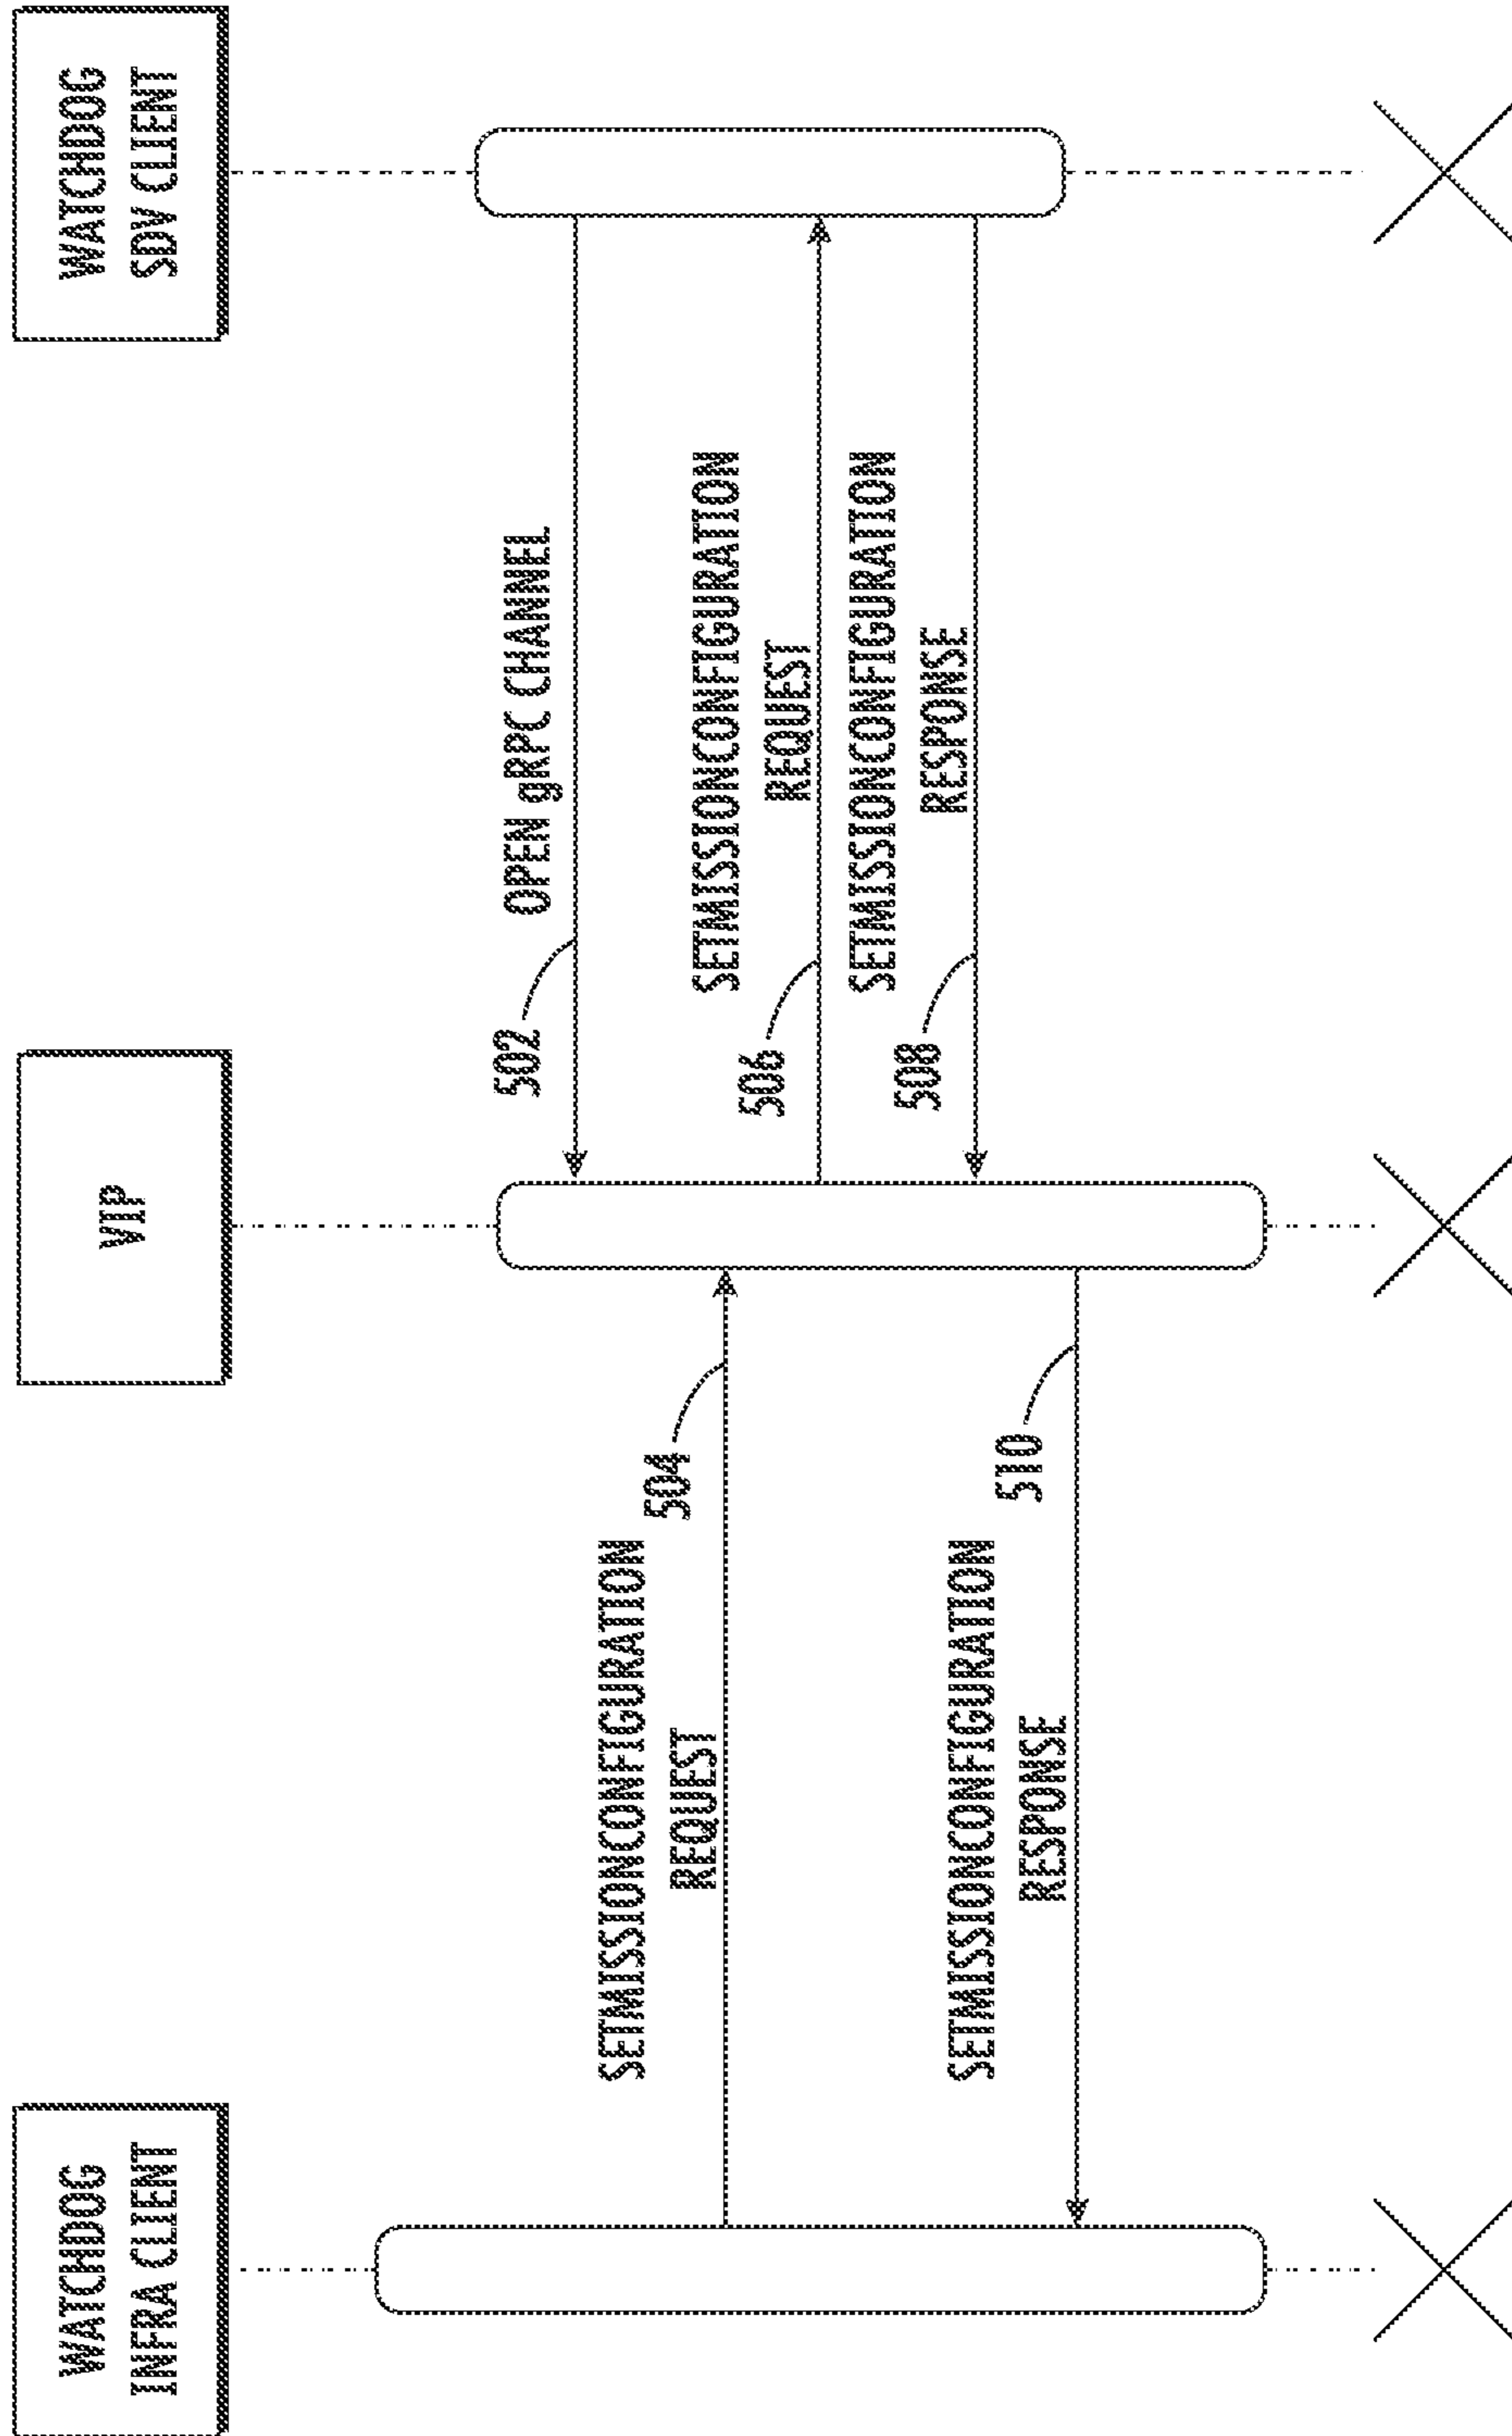 WATCHDOG
INFRA CLIENT
VIP
WATCHDOG
SDV CLIENT
OPEN gRPC CHANNEL
502
SETMISSIONCONFIGURATION
REQUEST
504
SETMISSIONCONFIGURATION
REQUEST
506
SETMISSIONCONFIGURATION
RESPONSE
508
SETMISSIONCONFIGURATION
RESPONSE
510